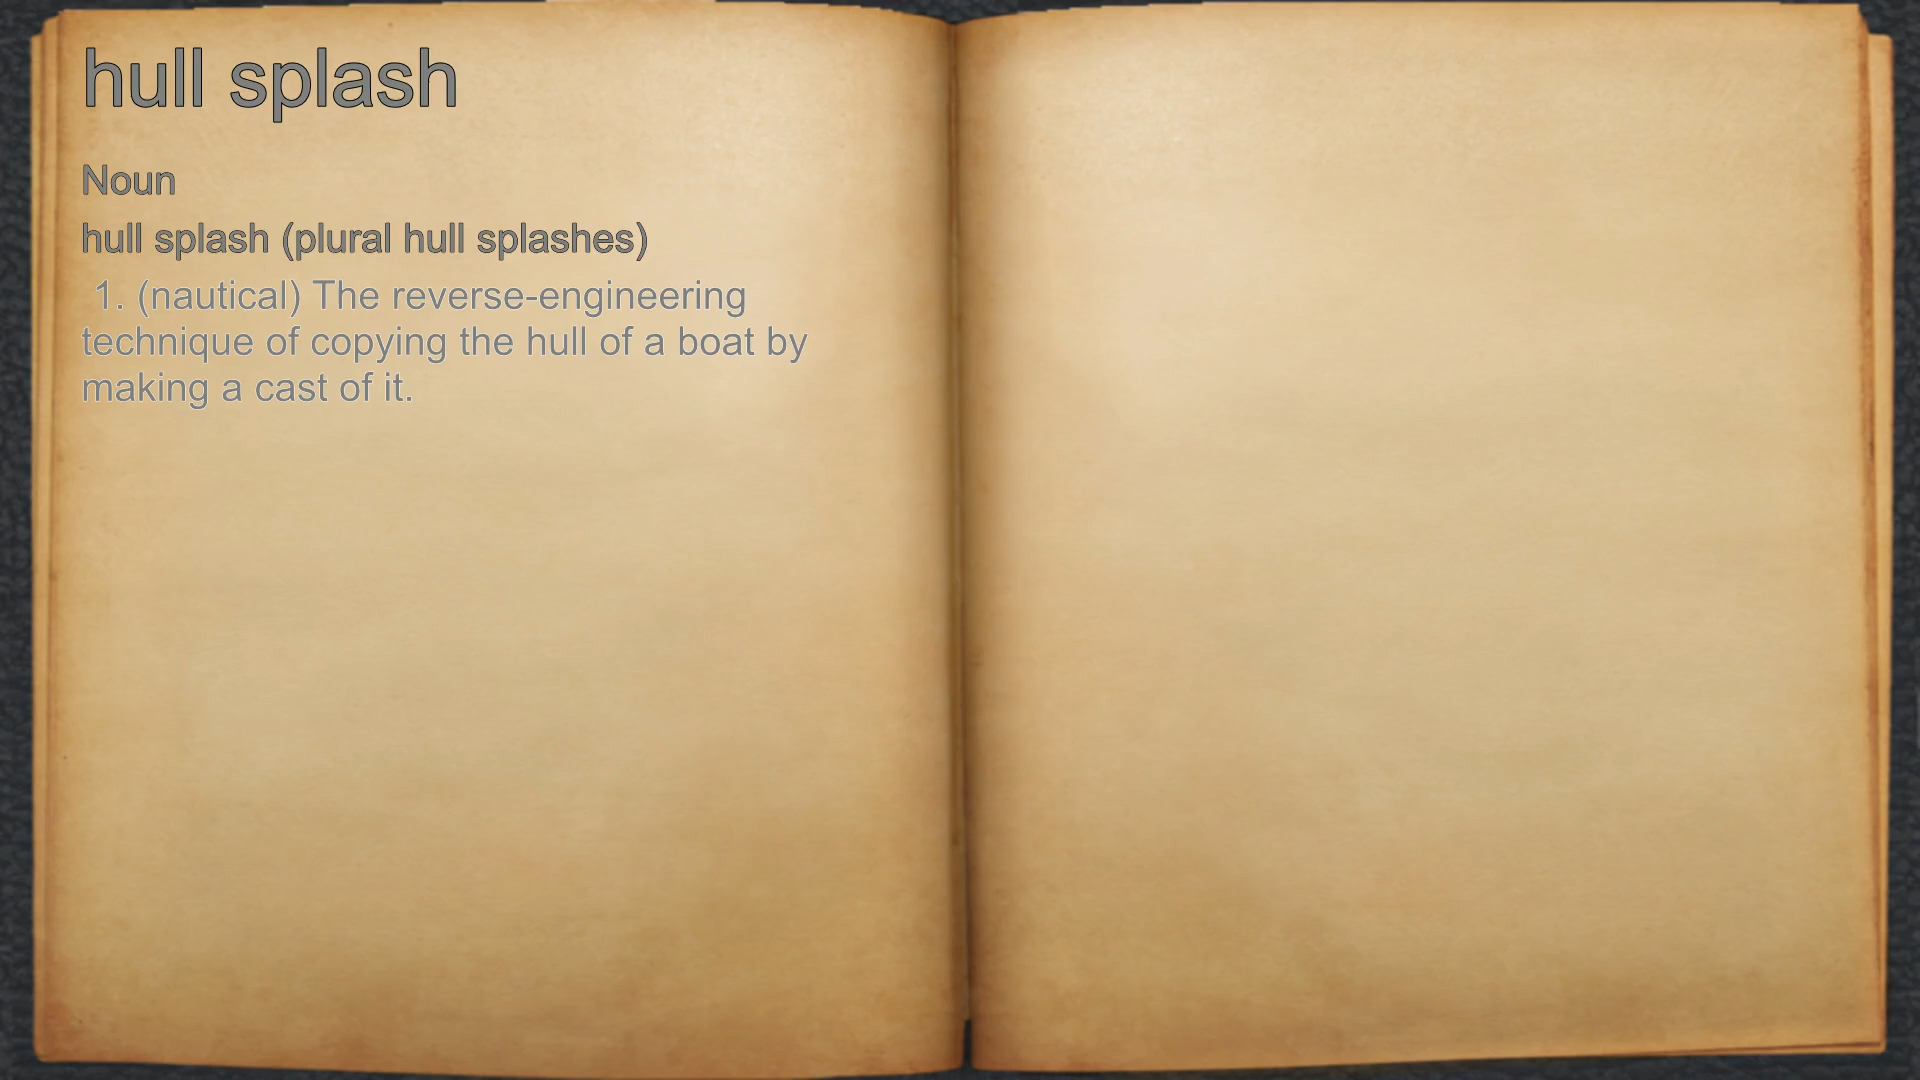 hull splash
Noun
hull splash (plural hull splashes)
1. (nautical) The reverse-engineering
technique of copying the hull of a boat by
making a cast of it.